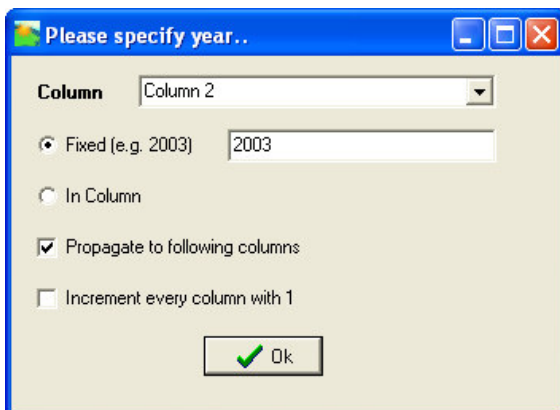 Please specify year..
Column Column 2
Fixed (e.g. 2003) 2003
In Column
Propagate to following columns
Increment every column with 1
Ok